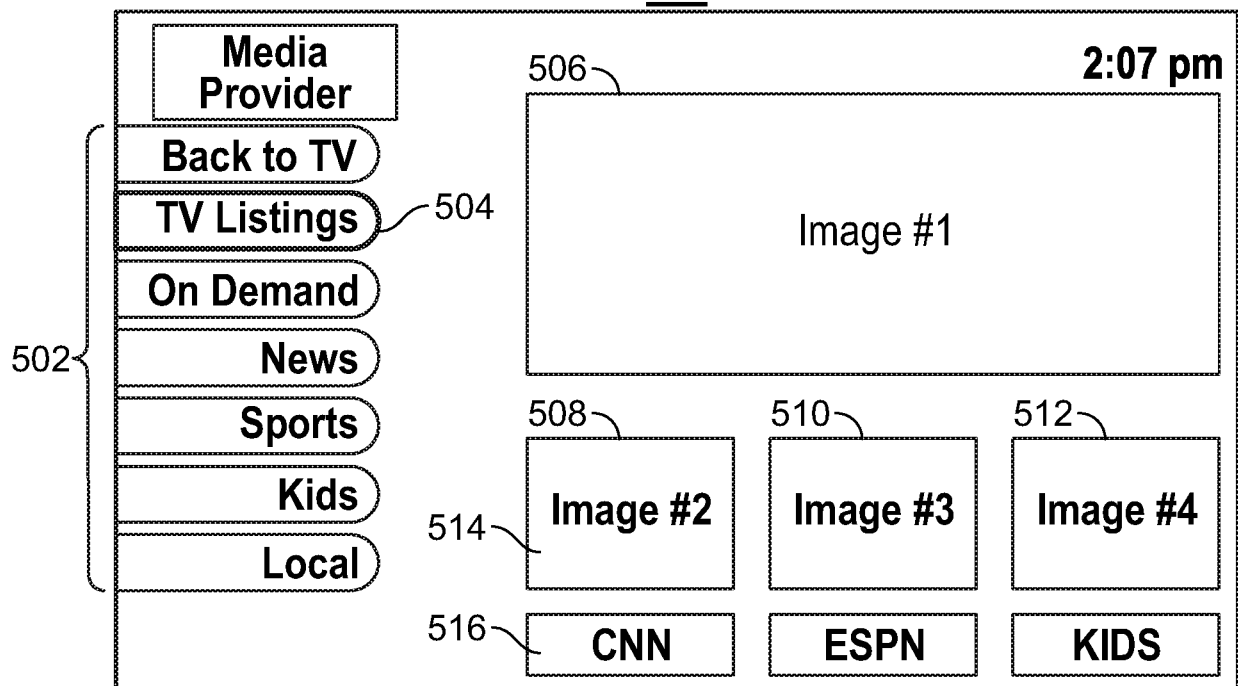 Media
Provider
2:07 pm
506
Back to TV
TV Listings
504
Image #1
On Demand
502
News
Sports
508
510
512
Kids
Image #2
Image #3
Image #4
514
Local
516
CNN
ESPN
KIDS